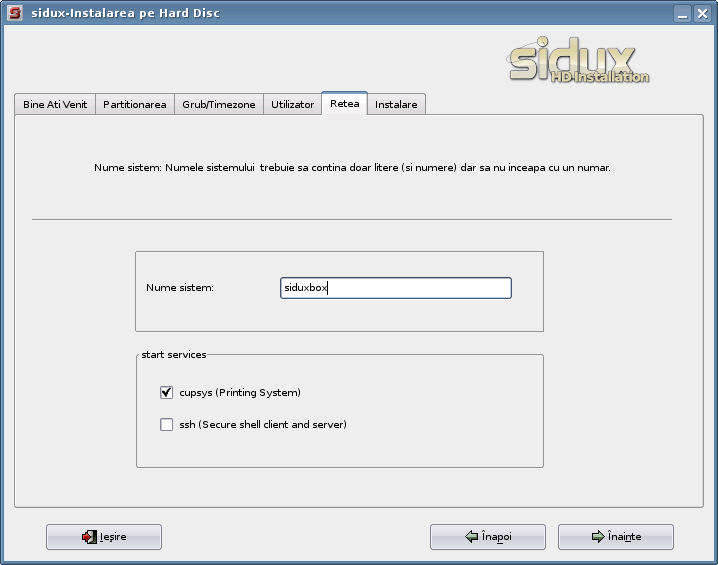 sidux-Instalarea pe Hard Disc
sidux
HD-Installation
Bine Ati Venit
Partitionarea
Grub/Timezone
Utilizator
Retea
Instalare
Nume sistem: Numele sistemului trebuie sa contina doar litere (si numere) dar sa nu inceapa cu un numar.
Nume sistem:
siduxbox
start services
cupsys (Printing System)
ssh (Secure shell client and server)
Ieşire
Înapoi
Înainte